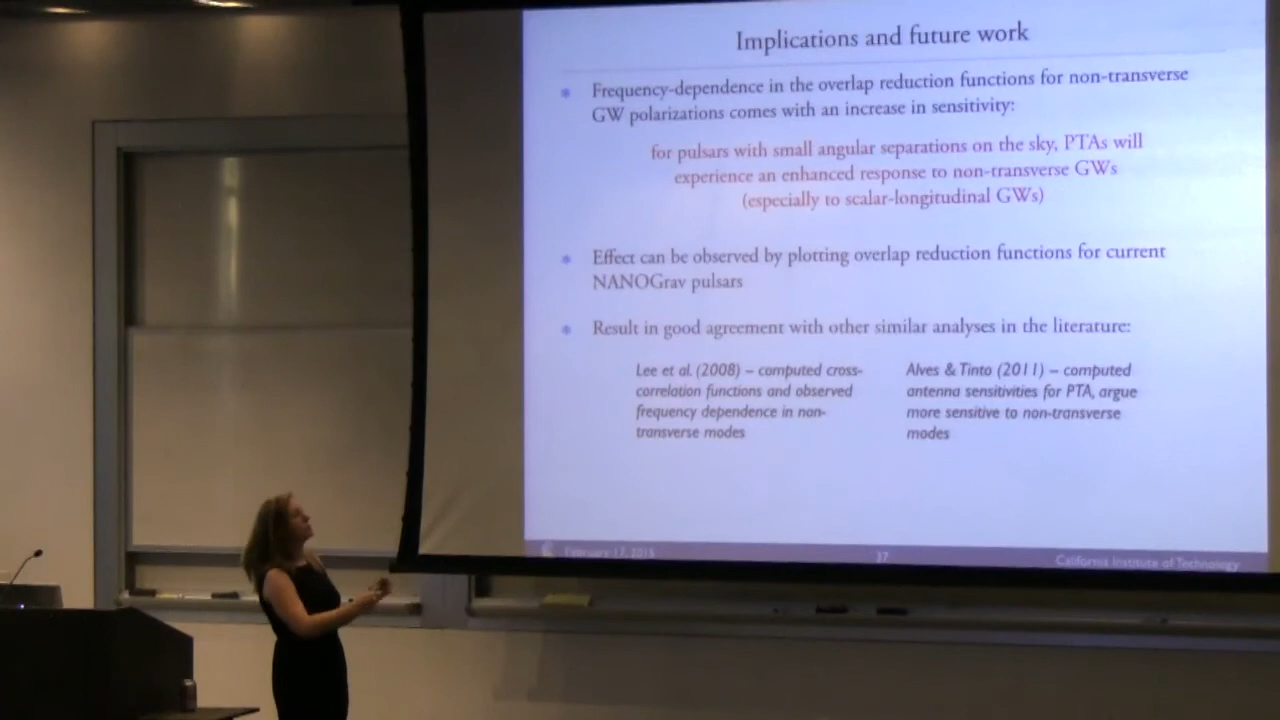 Implications and future work
Frequency-dependence in the overlap reduction functions for non-transverse
GW polarizations comes with an increase in sensitivity:
for pulsars with small angular separations on the sky, PTAs will
experience an enhanced response to non-transverse GWs
(especially to scalar-longitudinal GWs)
Effect can be observed by plotting overlap reduction functions for current
NANOGrav pulsars
Result in good agreement with other similar analyses in the literature:
Lee et al. (2008) – computed cross-
correlation functions and observed
frequency dependence in non-
transverse modes
Alves & Tinto (2011) – computed
antenna sensitivities for PTA, argue
more sensitive to non-transverse
modes
February 17,
37
California Institute of Technology